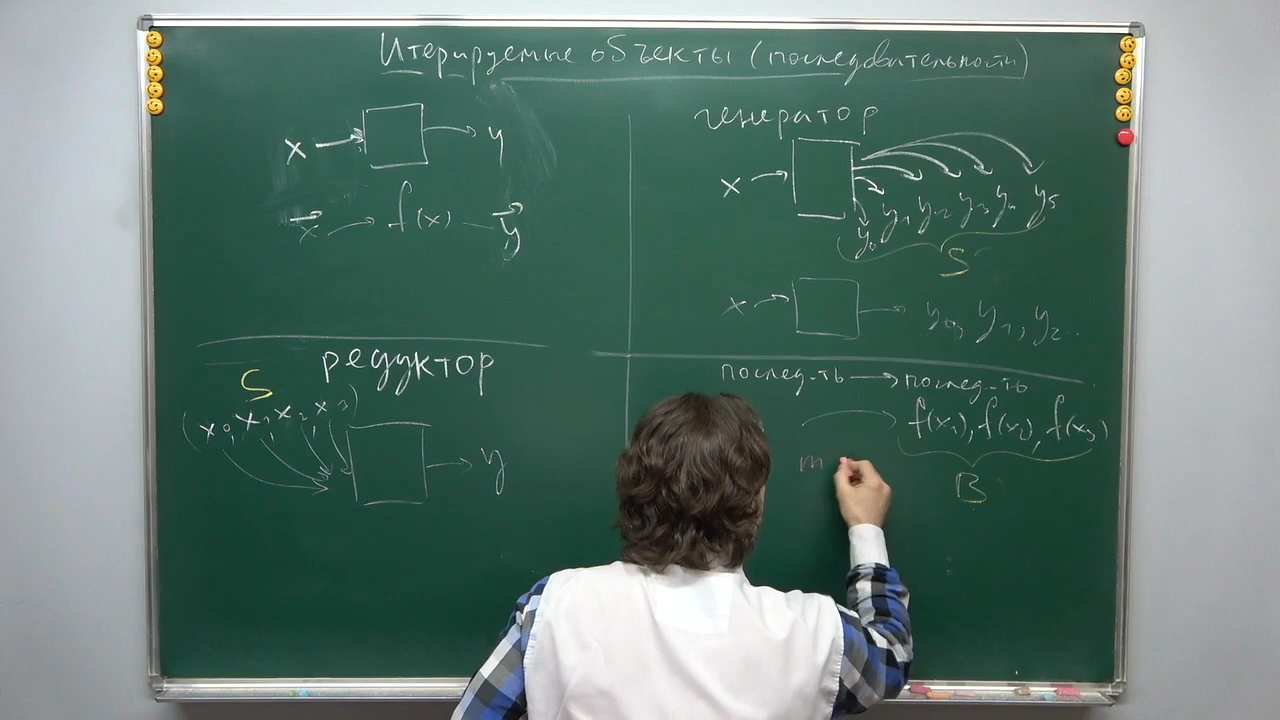 Итерируемые объекты (последовательности)
x → y
x → f(x) — y
генератор
x → y₀ y₁ y₂ y₃ y₄ y₅
S
x → y₀, y₁, y₂ ..
редуктор
S
(x₀, x₁, x₂, x₃)
→ y
послед-ть → послед-ть
f(x₁), f(x₂), f(x₃)
m
B